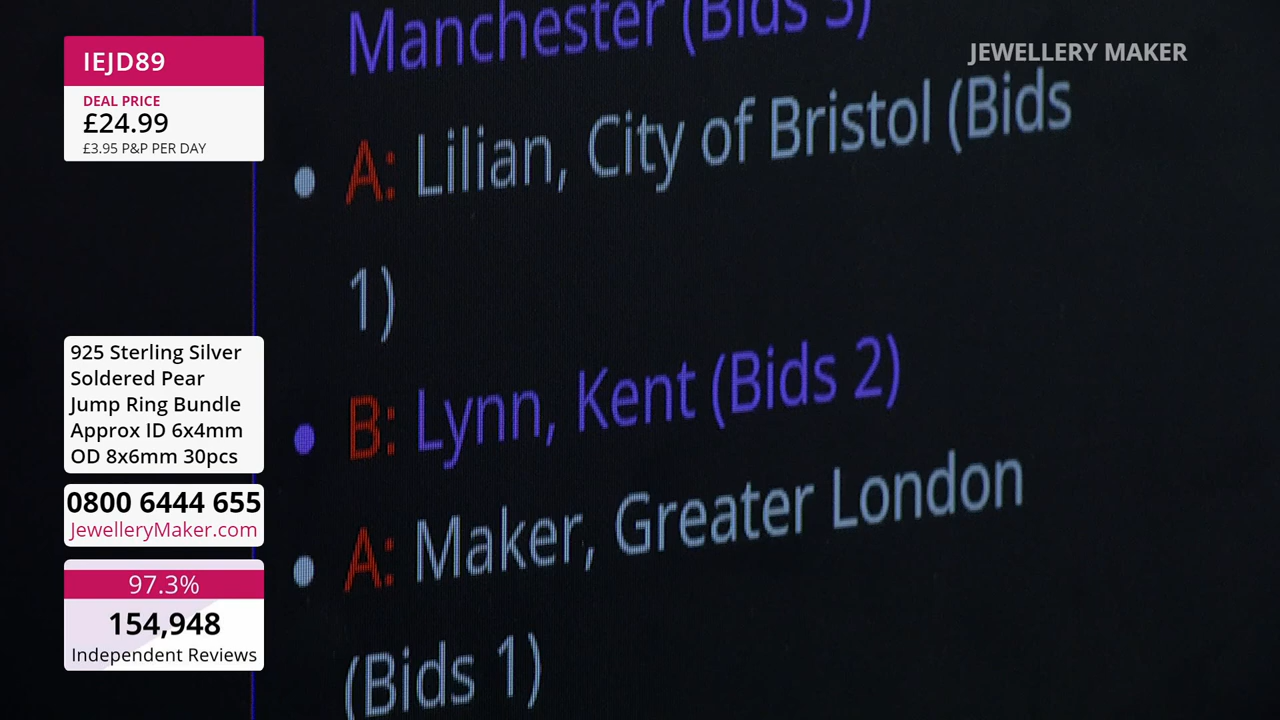 IEJD89
DEAL PRICE
£24.99
£3.95 P&P PER DAY
925 Sterling Silver
Soldered Pear
Jump Ring Bundle
Approx ID 6x4mm
OD 8x6mm 30pcs
0800 6444 655
JewelleryMaker.com
97.3%
154,948
Independent Reviews
JEWELLERY MAKER
Manchester (Bids
A: Lilian, City of Bristol (Bids
1)
B: Lynn, Kent (Bids 2)
A: Maker, Greater London
(Bids 1)